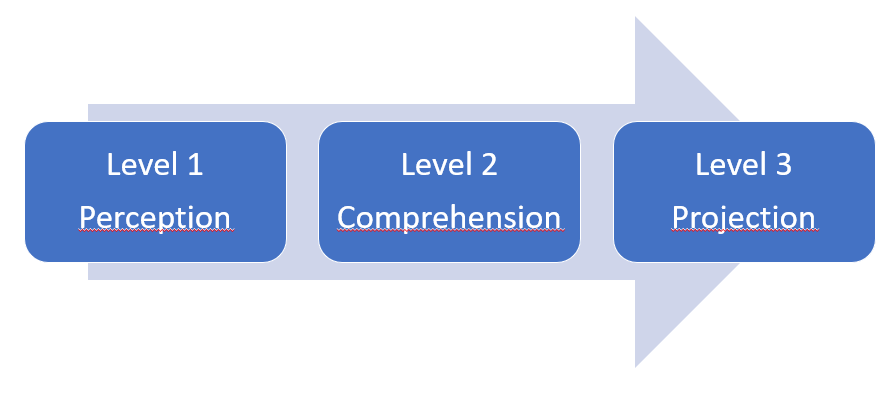 Level 1
Perception
Level 2
Comprehension
Level 3
Projection